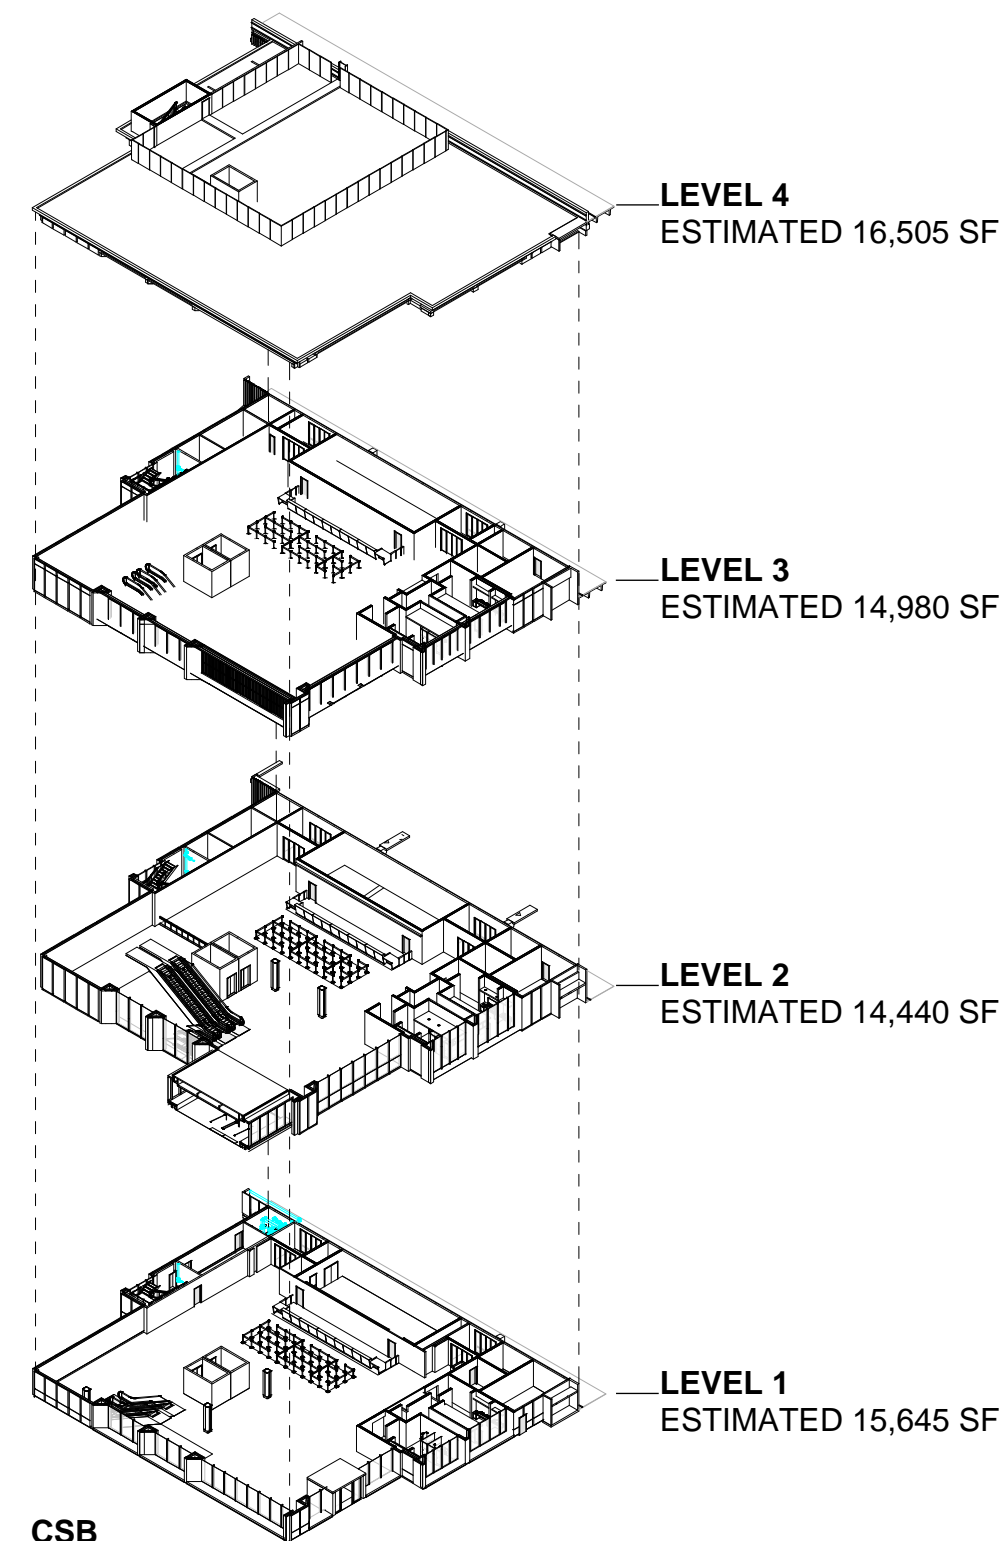 LEVEL 4
ESTIMATED 16,505 SF
LEVEL 3
ESTIMATED 14,980 SF
LEVEL 2
ESTIMATED 14,440 SF
LEVEL 1
ESTIMATED 15,645 SF
CSB